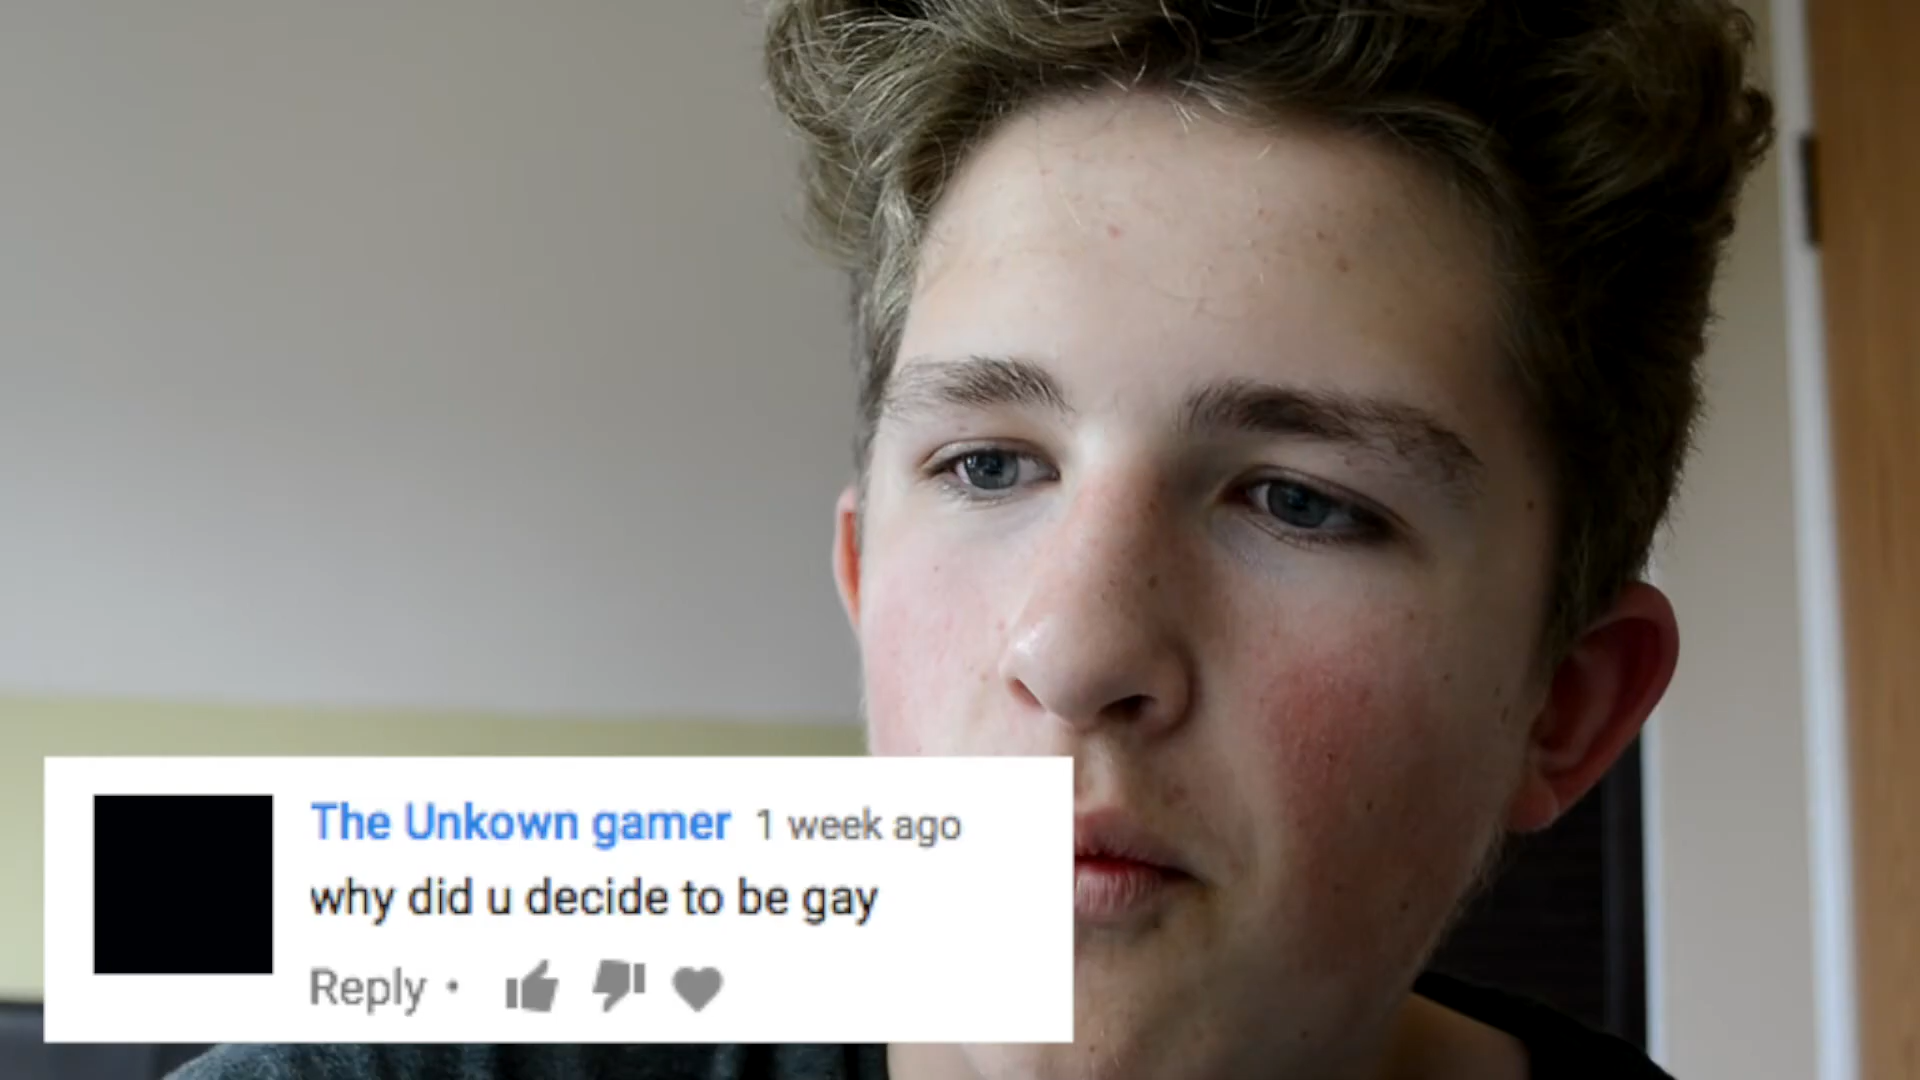 The Unkown gamer 1 week ago
why did u decide to be gay
Reply •